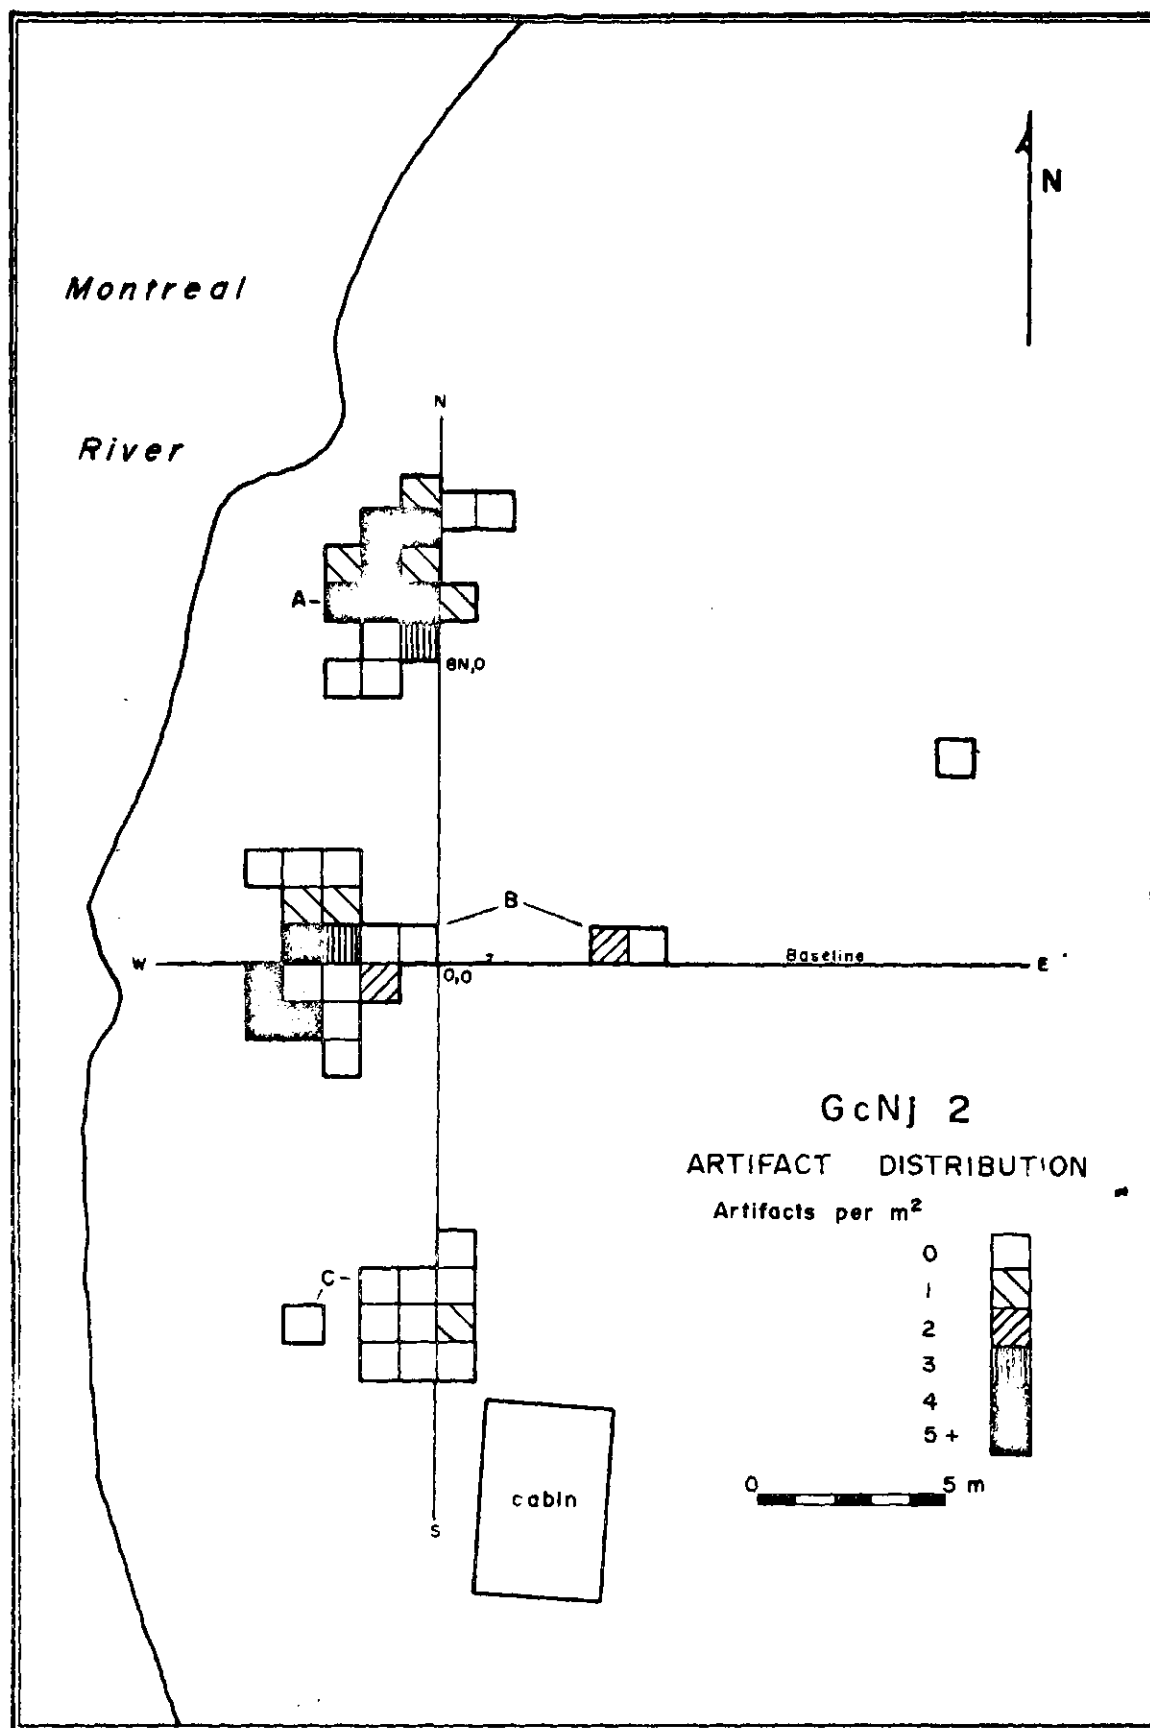 N
Montreal
N
River
A-
8N,0
B
W
Baseline
E
0,0
GcNj 2
ARTIFACT DISTRIBUTION
Artifacts per m²
0
C-
1
2
3
4
5+
0 5 m
cabin
S